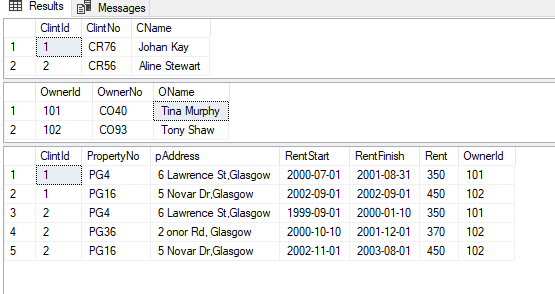 Results Messages
ClintId ClintNo CName
1 1 CR76 Johan Kay
2 2 CR56 Aline Stewart
OwnerId OwnerNo OName
1 101 CO40 Tina Murphy
2 102 CO93 Tony Shaw
ClintId PropertyNo pAddress RentStart RentFinish Rent OwnerId
1 1 PG4 6 Lawrence St,Glasgow 2000-07-01 2001-08-31 350 101
2 1 PG16 5 Novar Dr,Glasgow 2002-09-01 2002-09-01 450 102
3 2 PG4 6 Lawrence St,Glasgow 1999-09-01 2000-01-10 350 101
4 2 PG36 2 onor Rd, Glasgow 2000-10-10 2001-12-01 370 102
5 2 PG16 5 Novar Dr,Glasgow 2002-11-01 2003-08-01 450 102